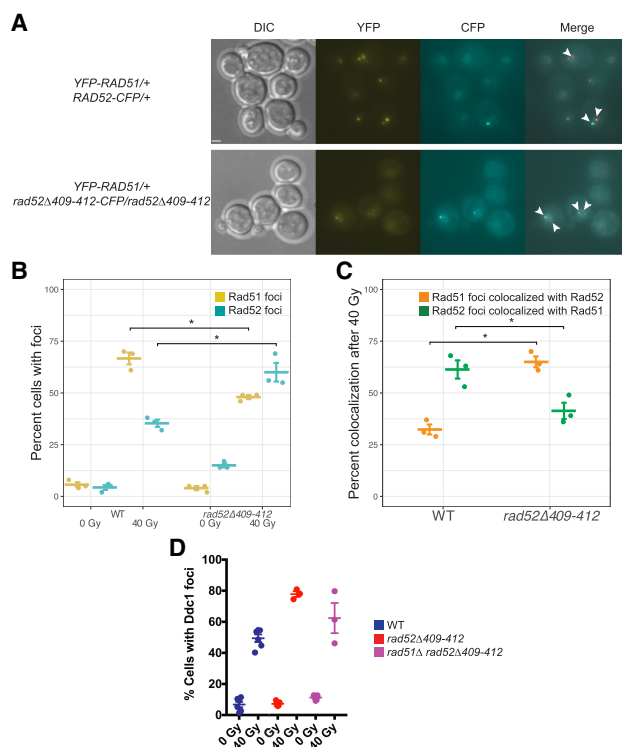 A
DIC YFP CFP Merge
YFP-RAD51/+
RAD52-CFP/+
YFP-RAD51/+
rad52Δ409-412-CFP/rad52Δ409-412
B
Percent cells with foci
100
75
50
25
0
Rad51 foci
Rad52 foci
*
*
WT rad52Δ409-412
0 Gy 40 Gy 0 Gy 40 Gy
C
Percent colocalization after 40 Gy
100
75
50
25
0
Rad51 foci colocalized with Rad52
Rad52 foci colocalized with Rad51
*
*
WT rad52Δ409-412
D
% Cells with Ddc1 foci
100
80
60
40
20
0
0 Gy 40 Gy 0 Gy 40 Gy 0 Gy 40 Gy
WT
rad52Δ409-412
rad51Δ rad52Δ409-412